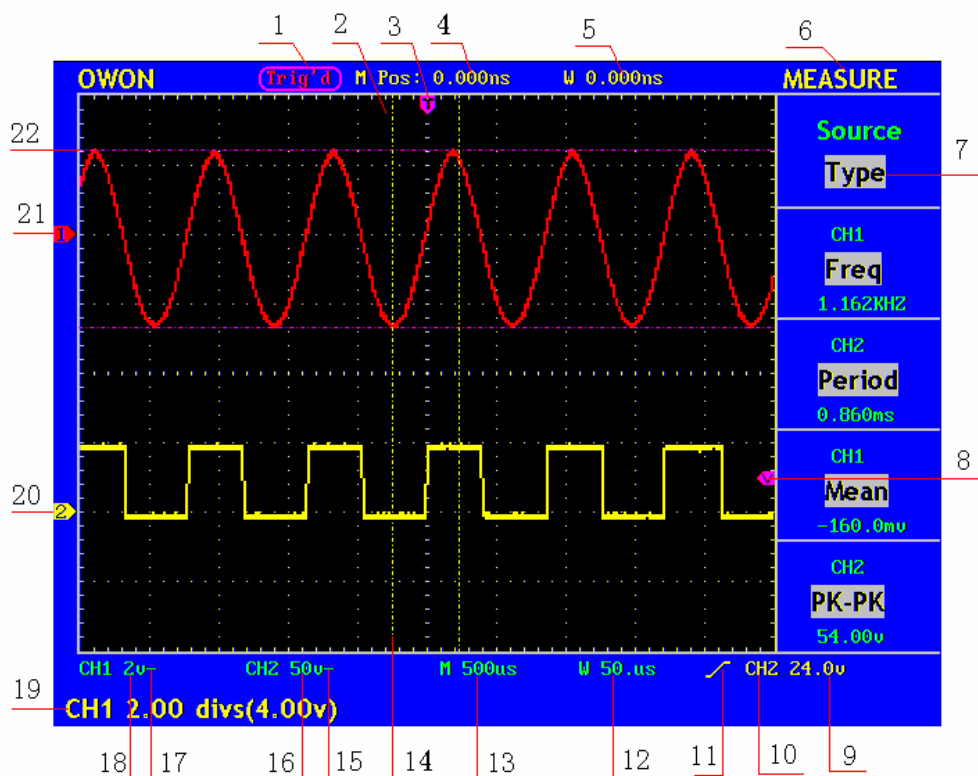 1 2 3 4 5 6
OWON Trig'd M Pos: 0.000ns W 0.000ns MEASURE
T
Source
22
Type
7
21
1
CH1
Freq
1.162KHZ
CH2
Period
0.860ms
CH1
8
V
20
2
Mean
-160.0mv
CH2
PK-PK
54.00v
CH1 2v- CH2 50v- M 500us W 50.us CH2 24.0v
19
CH1 2.00 divs(4.00v)
18 17 16 15 14 13 12 11 10 9